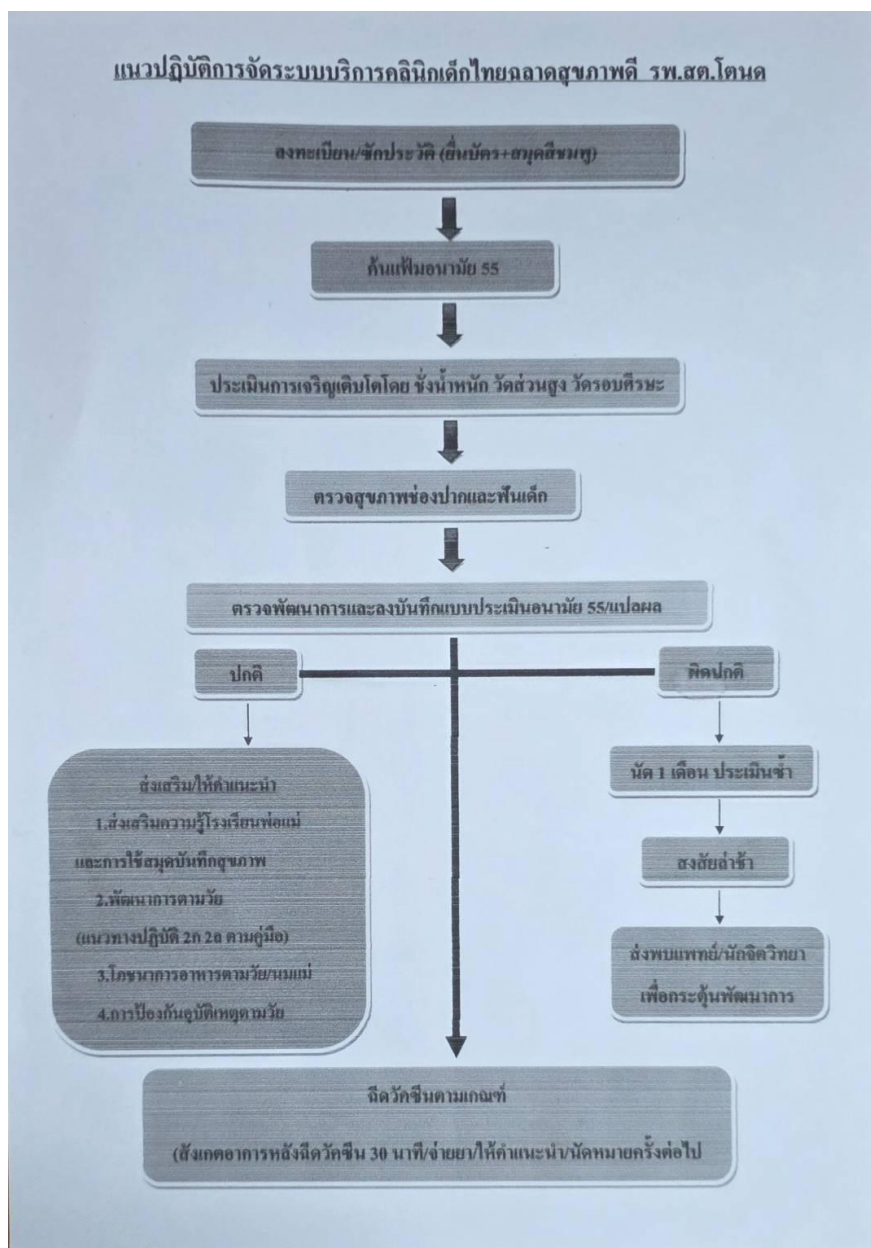 แนวปฏิบัติการจัดระบบบริการคลินิกเด็กไทยฉลาดสุขภาพดี รพ.สต.โตนด
ลงทะเบียน/ซักประวัติ (ยื่นบัตร+สมุดสีชมพู)
ค้นแฟ้มอนามัย 55
ประเมินการเจริญเติบโตโดย ชั่งน้ำหนัก วัดส่วนสูง วัดรอบศีรษะ
ตรวจสุขภาพช่องปากและฟันเด็ก
ตรวจพัฒนาการและลงบันทึกแบบประเมินอนามัย 55/แปลผล
ปกติ
ผิดปกติ
ส่งเสริม/ให้คำแนะนำ
1.ส่งเสริมความรู้โรงเรียนพ่อแม่
และการใช้สมุดบันทึกสุขภาพ
2.พัฒนาการตามวัย
(แนวทางปฏิบัติ 2ก 2ล ตามคู่มือ)
3.โภชนาการอาหารตามวัย/นมแม่
4.การป้องกันอุบัติเหตุตามวัย
นัด 1 เดือน ประเมินซ้ำ
สงสัยล่าช้า
ส่งพบแพทย์/นักจิตวิทยา
เพื่อกระตุ้นพัฒนาการ
ฉีดวัคซีนตามเกณฑ์
(สังเกตอาการหลังฉีดวัคซีน 30 นาที/จ่ายยา/ให้คำแนะนำ/นัดหมายครั้งต่อไป